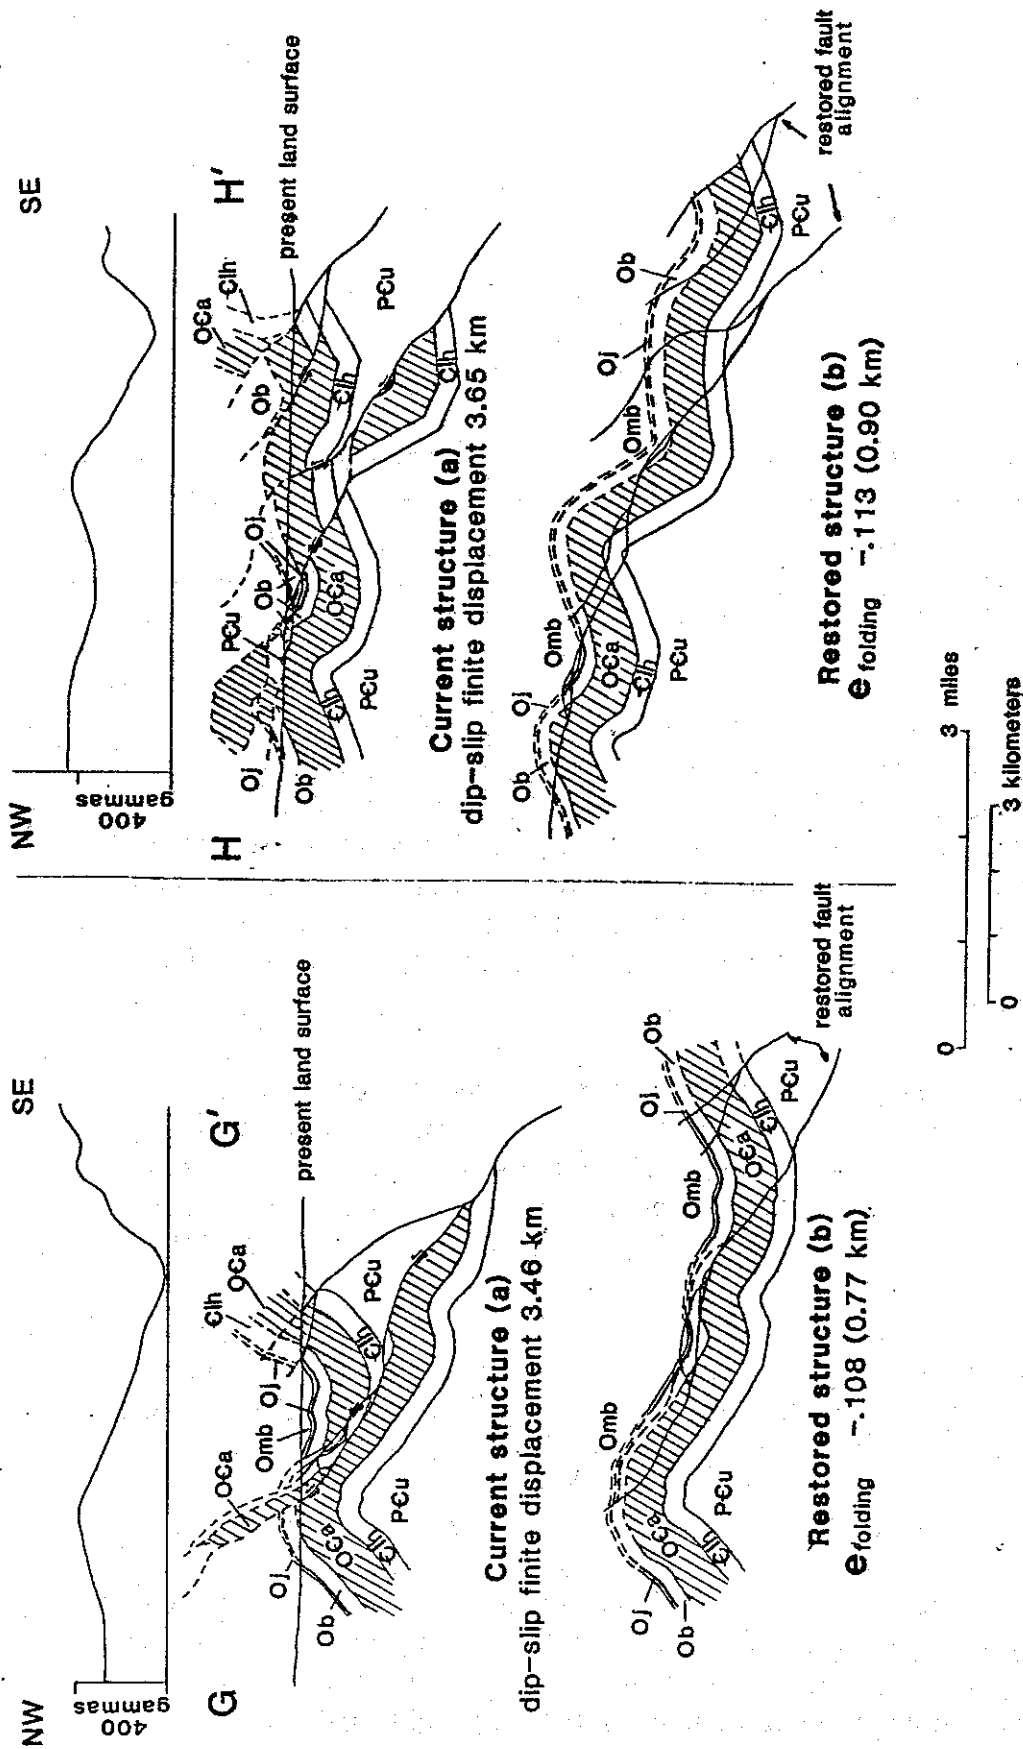 NW
SE
400
gammas
G
G'
present land surface
OЄa
Єlh
OЄa
Oj
Omb
Oj
Ob
OЄa
Єlh
PЄu
Єlh
PЄu
Current structure (a)
dip-slip finite displacement 3.46 km
Omb
Oj
Ob
OЄa
Єlh
PЄu
Omb
Oj
Ob
OЄa
Єlh
PЄu
restored fault
alignment
Restored structure (b)
e folding -.108 (0.77 km)
NW
SE
400
gammas
H
H'
present land surface
OЄa
Єlh
Ob
Oj
Ob
PЄu
Oj
Ob
OЄa
Єlh
PЄu
Єlh
PЄu
Єlh
Current structure (a)
dip-slip finite displacement 3.65 km
Omb
Oj
Ob
OЄa
Єlh
PЄu
Omb
Oj
Ob
Єlh
PЄu
restored fault
alignment
Restored structure (b)
e folding -.113 (0.90 km)
0
3 miles
0
3 kilometers